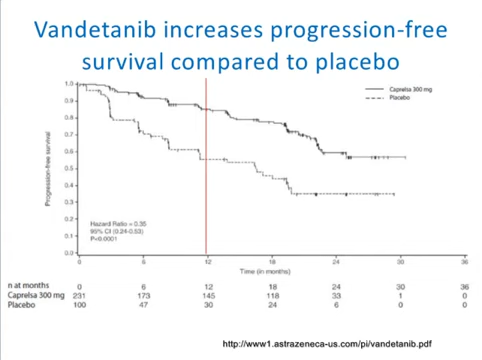 Vandetanib increases progression-free
survival compared to placebo
Caprelsa 300 mg
Placebo
Progression-free survival
1.0
0.9
0.8
0.7
0.6
0.5
0.4
0.3
0.2
0.1
0.0
Hazard Ratio = 0.35
95% CI (0.24-0.53)
P<0.0001
0 6 12 18 24 30 36
Time (in months)
n at months 0 6 12 18 24 30 36
Caprelsa 300 mg 231 173 145 118 33 1 0
Placebo 100 47 30 24 6 0 0
http://www1.astrazeneca-us.com/pi/vandetanib.pdf